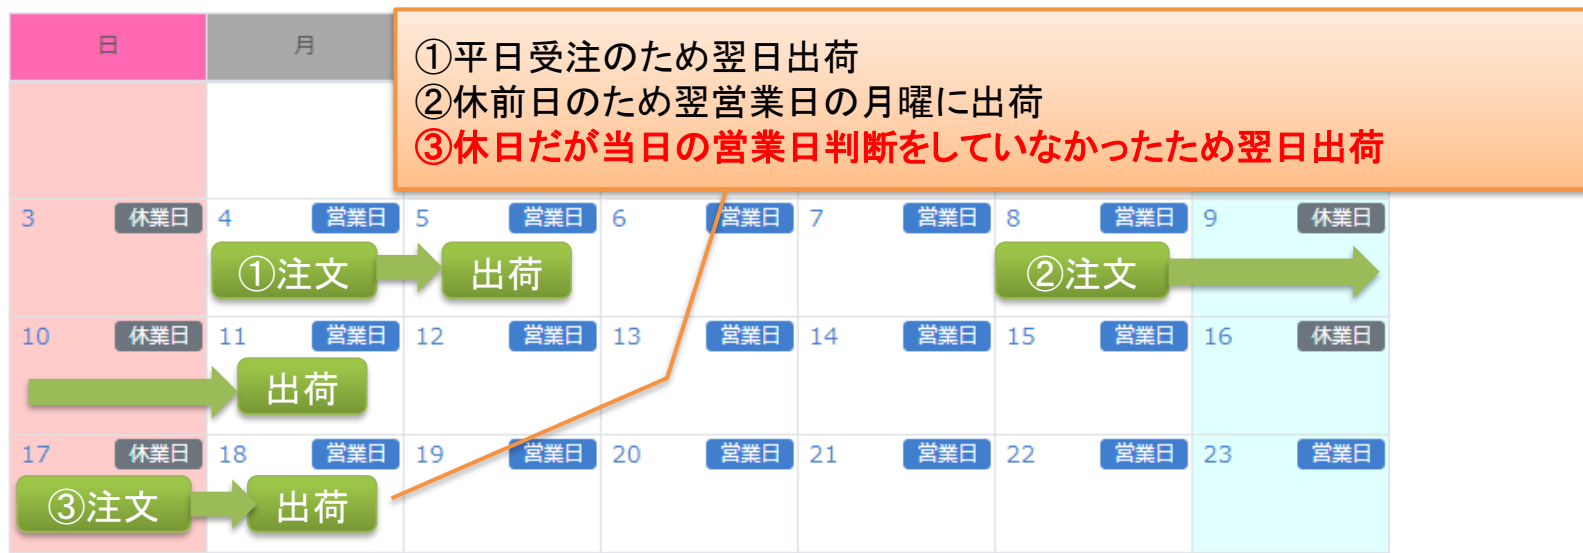 日
月
①平日受注のため翌日出荷
②休前日のため翌営業日の月曜に出荷
③休日だが当日の営業日判断をしていなかったため翌日出荷
3 休業日 4 営業日 5 営業日 6 営業日 7 営業日 8 営業日 9 休業日
①注文 出荷 ②注文
10 休業日 11 営業日 12 営業日 13 営業日 14 営業日 15 営業日 16 休業日
出荷
17 休業日 18 営業日 19 営業日 20 営業日 21 営業日 22 営業日 23 営業日
③注文 出荷